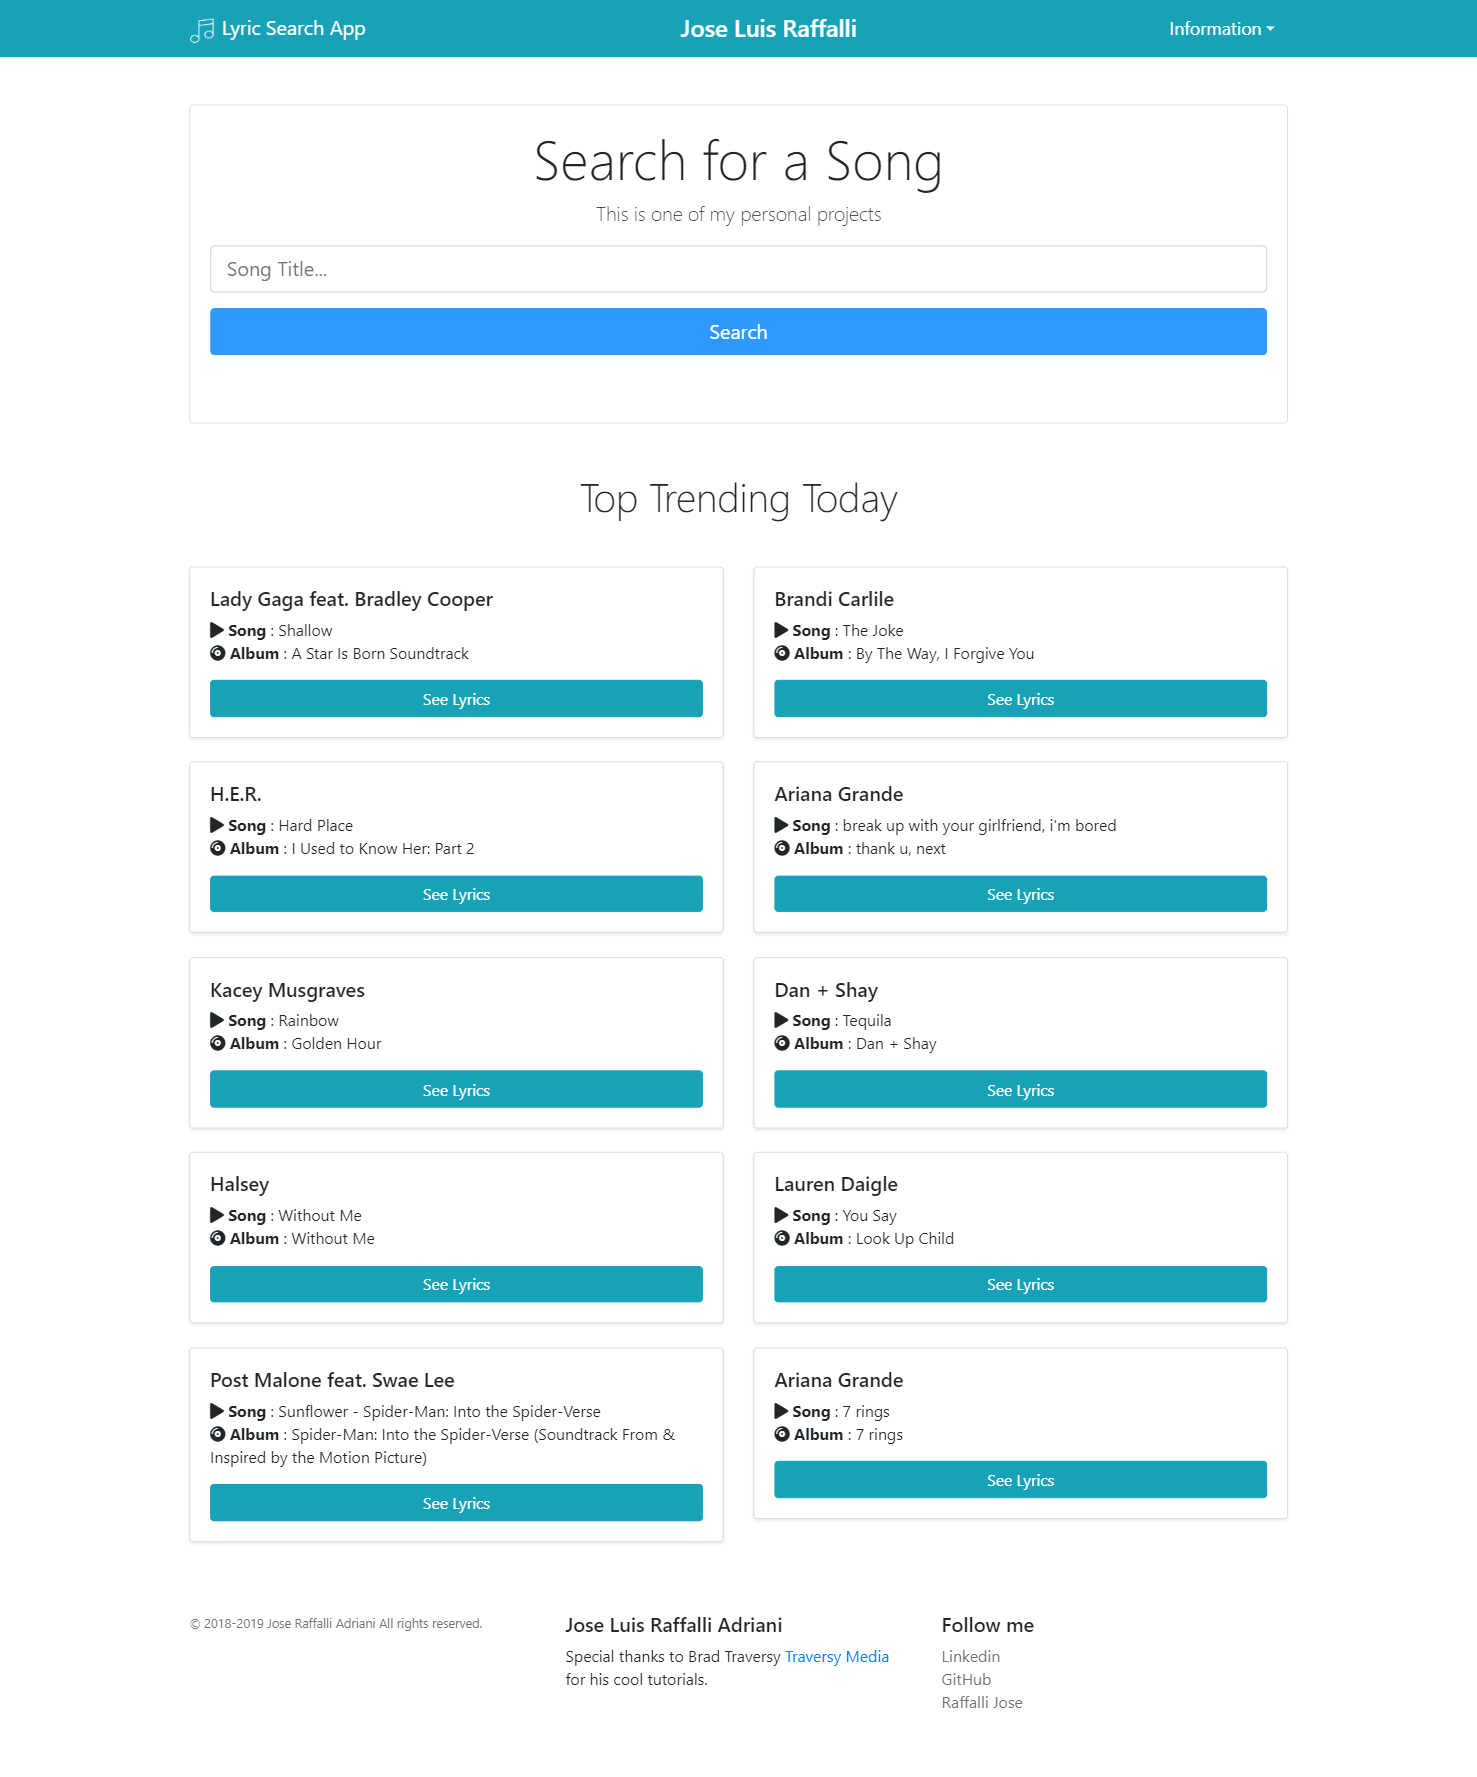 Lyric Search App
Jose Luis Raffalli
Information
Search for a Song
This is one of my personal projects
Song Title...
Search
Top Trending Today
Lady Gaga feat. Bradley Cooper
Song : Shallow
Album : A Star Is Born Soundtrack
See Lyrics
Brandi Carlile
Song : The Joke
Album : By The Way, I Forgive You
See Lyrics
H.E.R.
Song : Hard Place
Album : I Used to Know Her: Part 2
See Lyrics
Ariana Grande
Song : break up with your girlfriend, i'm bored
Album : thank u, next
See Lyrics
Kacey Musgraves
Song : Rainbow
Album : Golden Hour
See Lyrics
Dan + Shay
Song : Tequila
Album : Dan + Shay
See Lyrics
Halsey
Song : Without Me
Album : Without Me
See Lyrics
Lauren Daigle
Song : You Say
Album : Look Up Child
See Lyrics
Post Malone feat. Swae Lee
Song : Sunflower - Spider-Man: Into the Spider-Verse
Album : Spider-Man: Into the Spider-Verse (Soundtrack From &
Inspired by the Motion Picture)
See Lyrics
Ariana Grande
Song : 7 rings
Album : 7 rings
See Lyrics
© 2018-2019 Jose Raffalli Adriani All rights reserved.
Jose Luis Raffalli Adriani
Special thanks to Brad Traversy Traversy Media
for his cool tutorials.
Follow me
Linkedin
GitHub
Raffalli Jose